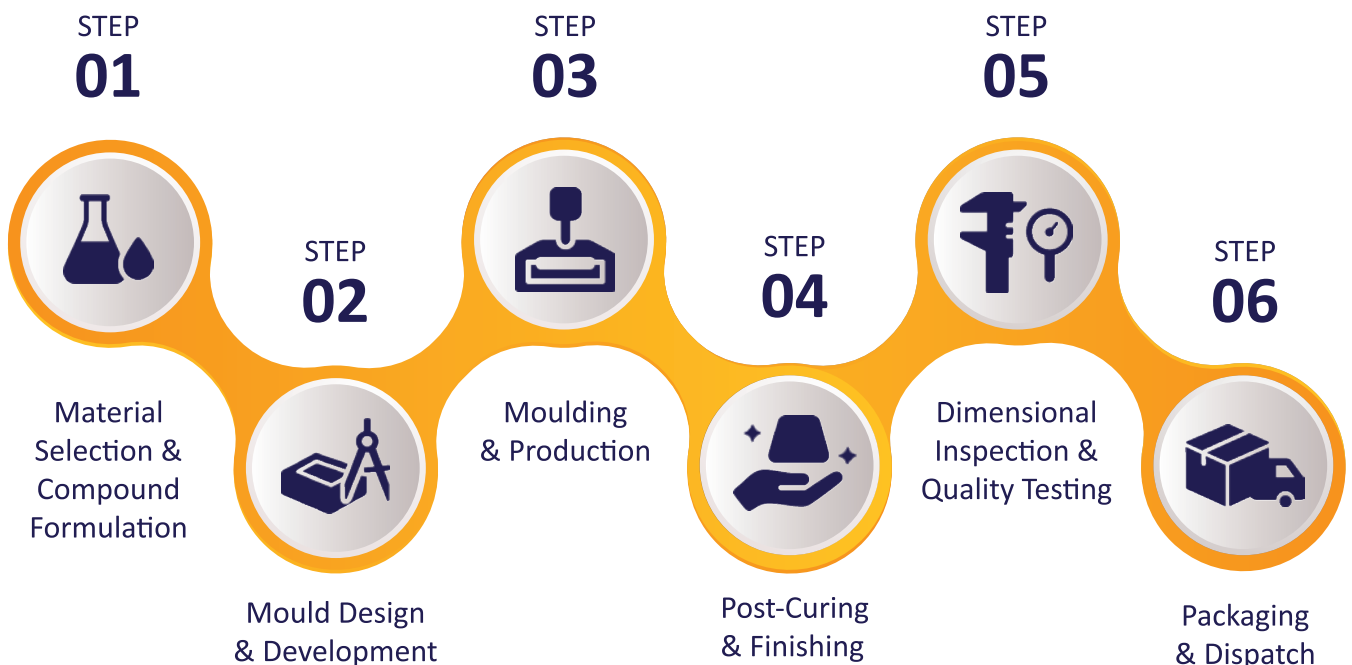 STEP
01
Material
Selection &
Compound
Formulation
STEP
02
Mould Design
& Development
STEP
03
Moulding
& Production
STEP
04
Post-Curing
& Finishing
STEP
05
Dimensional
Inspection &
Quality Testing
STEP
06
Packaging
& Dispatch